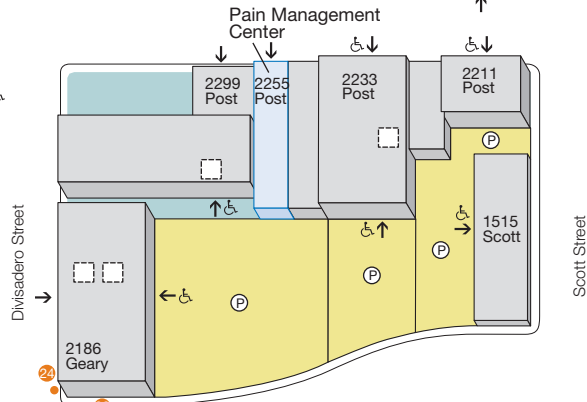 Pain Management
Center
2299
Post
2255
Post
2233
Post
2211
Post
P
Divisadero Street
1515
Scott
Scott Street
P
P
P
2186
Geary
24